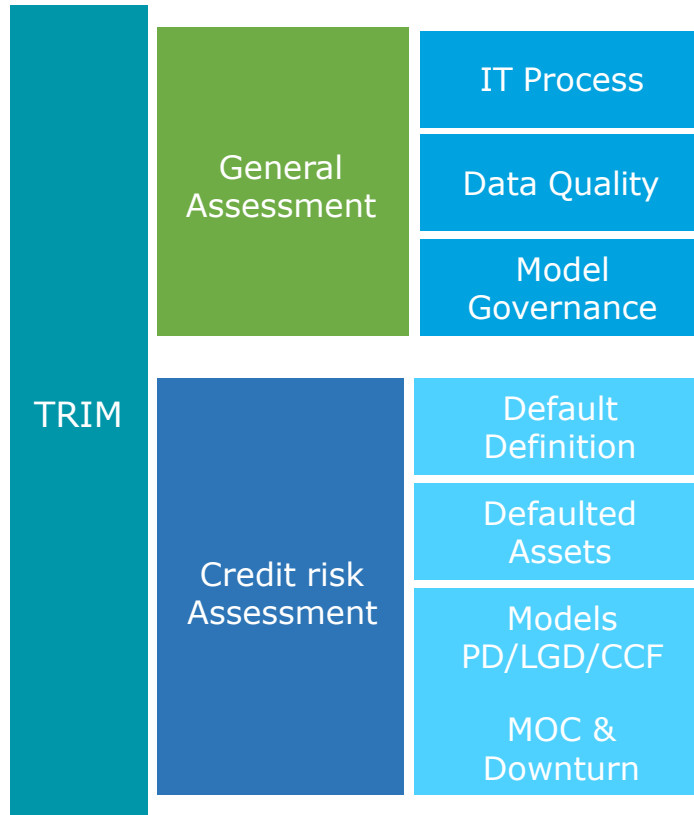 TRIM
General
Assessment
IT Process
Data Quality
Model
Governance
Credit risk
Assessment
Default
Definition
Defaulted
Assets
Models
PD/LGD/CCF
MOC &
Downturn